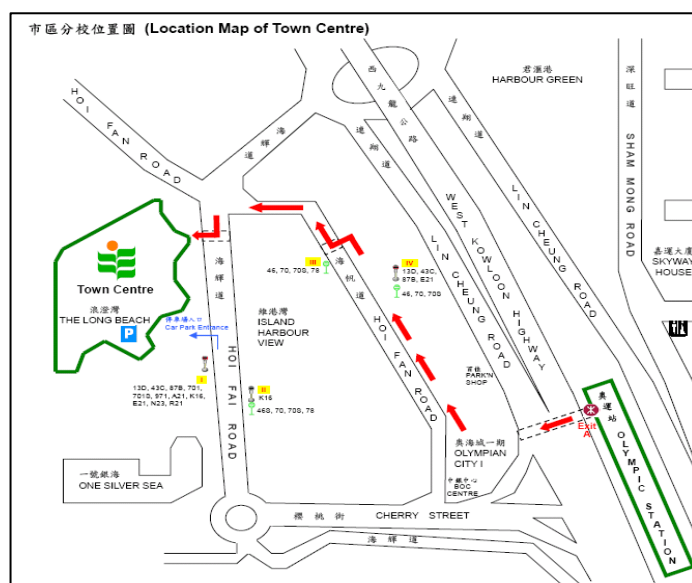 市區分校位置圖 (Location Map of Town Centre)
HOI FAN ROAD
海輝道
西九龍公路
連翔道
君滙港
HARBOUR GREEN
連翔道
深旺道
SHAM MONG ROAD
LIN CHEUNG ROAD
WEST KOWLOON HIGHWAY
LIN CHEUNG ROAD
嘉運大廈
SKYWAY
HOUSE
Town Centre
浪澄灣
THE LONG BEACH
P
停車場入口
Car Park Entrance
海輝道
HOI FAI ROAD
維港灣
ISLAND
HARBOUR
VIEW
III
46, 70, 70S, 78
海帆道
HOI FAN ROAD
IV
13D, 43C,
87B, E21
46, 70, 70S
I
13D, 43C, 87B, 701,
701S, 971, A21, K16,
E21, N23, R21
II
K16
46S, 70, 70S, 78
百佳
PARK'N
SHOP
奧海城一期
OLYMPIAN
CITY I
中銀中心
BOC
CENTRE
Exit
A
奧運站
OLYMPIC STATION
一號銀海
ONE SILVER SEA
櫻桃街 CHERRY STREET
海輝道